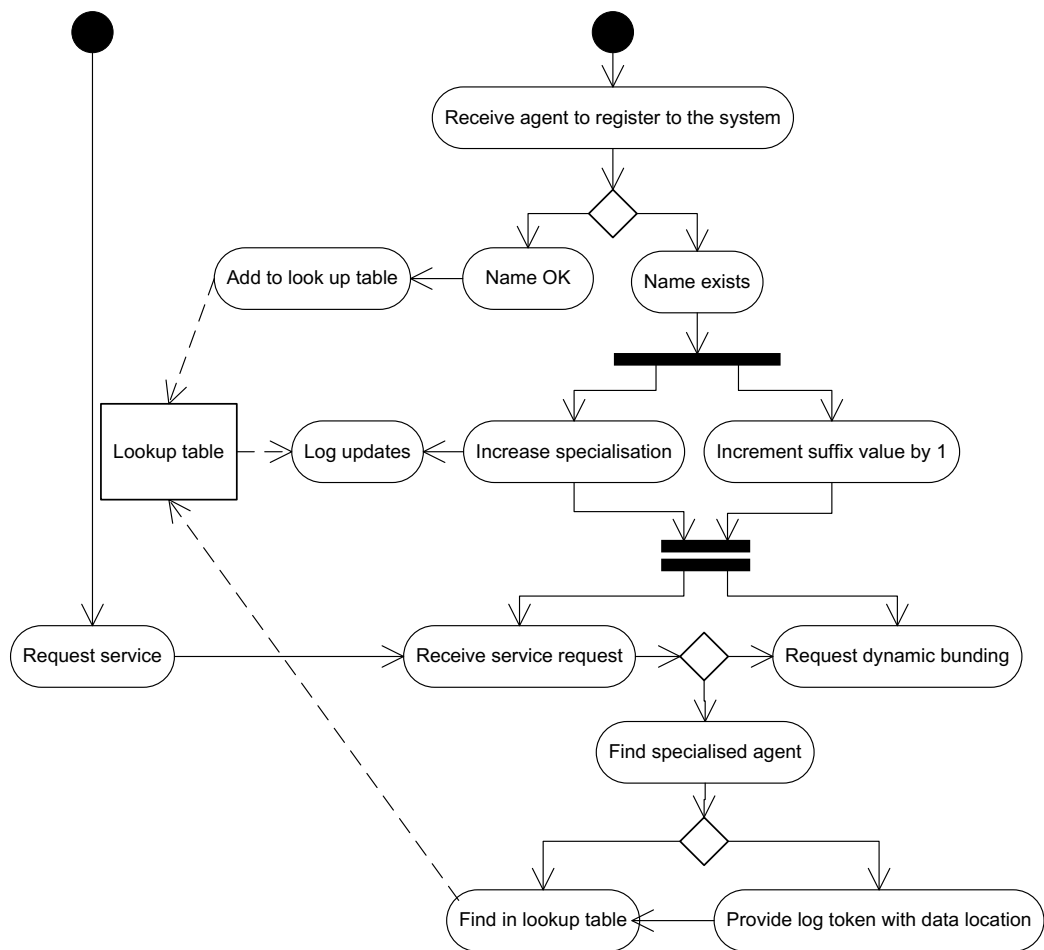 Receive agent to register to the system
Add to look up table
Name OK
Name exists
Lookup table
Log updates
Increase specialisation
Increment suffix value by 1
Request service
Receive service request
Request dynamic bunding
Find specialised agent
Find in lookup table
Provide log token with data location